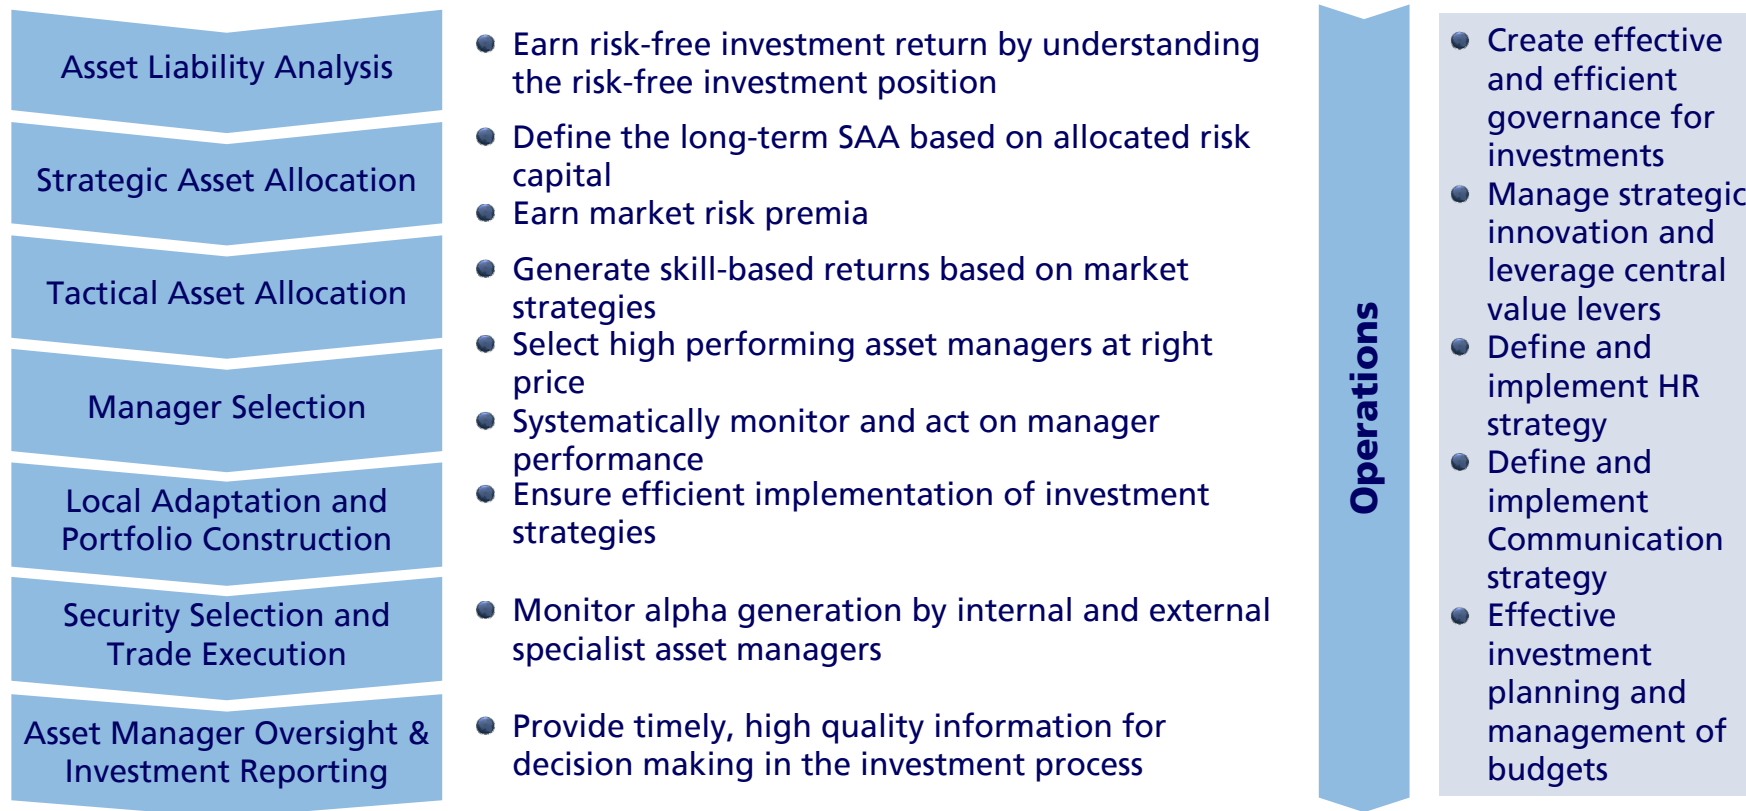 Asset Liability Analysis
Earn risk-free investment return by understanding
the risk-free investment position
Strategic Asset Allocation
Define the long-term SAA based on allocated risk
capital
Earn market risk premia
Tactical Asset Allocation
Generate skill-based returns based on market
strategies
Manager Selection
Select high performing asset managers at right
price
Systematically monitor and act on manager
performance
Local Adaptation and
Portfolio Construction
Ensure efficient implementation of investment
strategies
Security Selection and
Trade Execution
Monitor alpha generation by internal and external
specialist asset managers
Asset Manager Oversight &
Investment Reporting
Provide timely, high quality information for
decision making in the investment process
Operations
Create effective
and efficient
governance for
investments
Manage strategic
innovation and
leverage central
value levers
Define and
implement HR
strategy
Define and
implement
Communication
strategy
Effective
investment
planning and
management of
budgets